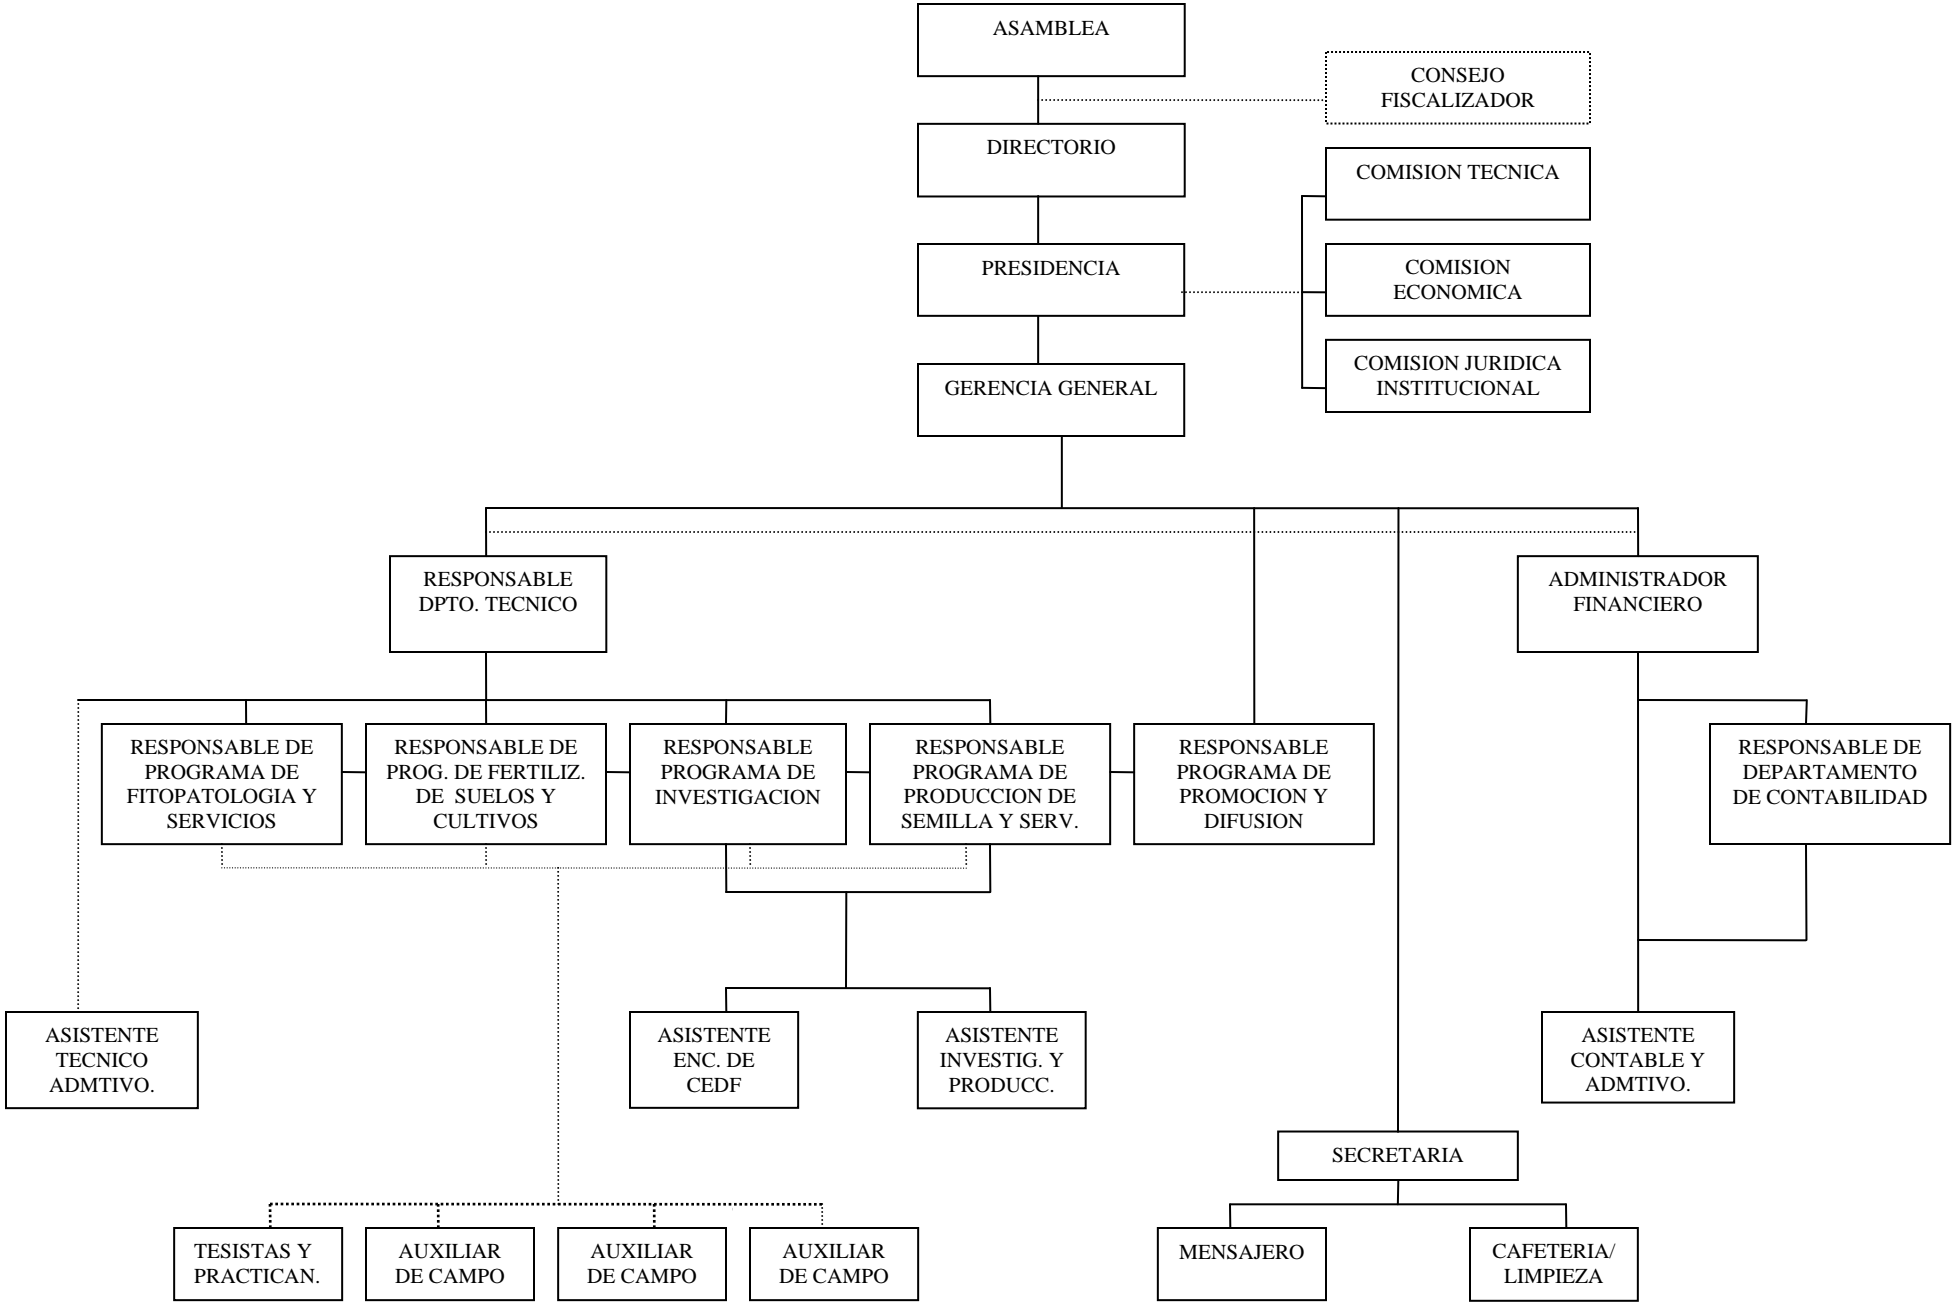 ASAMBLEA
CONSEJO
FISCALIZADOR
DIRECTORIO
COMISION TECNICA
PRESIDENCIA
COMISION
ECONOMICA
COMISION JURIDICA
INSTITUCIONAL
GERENCIA GENERAL
RESPONSABLE
DPTO. TECNICO
ADMINISTRADOR
FINANCIERO
RESPONSABLE DE
PROGRAMA DE
FITOPATOLOGIA Y
SERVICIOS
RESPONSABLE DE
PROG. DE FERTILIZ.
DE SUELOS Y
CULTIVOS
RESPONSABLE
PROGRAMA DE
INVESTIGACION
RESPONSABLE
PROGRAMA DE
PRODUCCION DE
SEMILLA Y SERV.
RESPONSABLE
PROGRAMA DE
PROMOCION Y
DIFUSION
RESPONSABLE DE
DEPARTAMENTO
DE CONTABILIDAD
ASISTENTE
TECNICO
ADMTIVO.
ASISTENTE
ENC. DE
CEDF
ASISTENTE
INVESTIG. Y
PRODUCC.
ASISTENTE
CONTABLE Y
ADMTIVO.
SECRETARIA
TESISTAS Y
PRACTICAN.
AUXILIAR
DE CAMPO
AUXILIAR
DE CAMPO
AUXILIAR
DE CAMPO
MENSAJERO
CAFETERIA/
LIMPIEZA